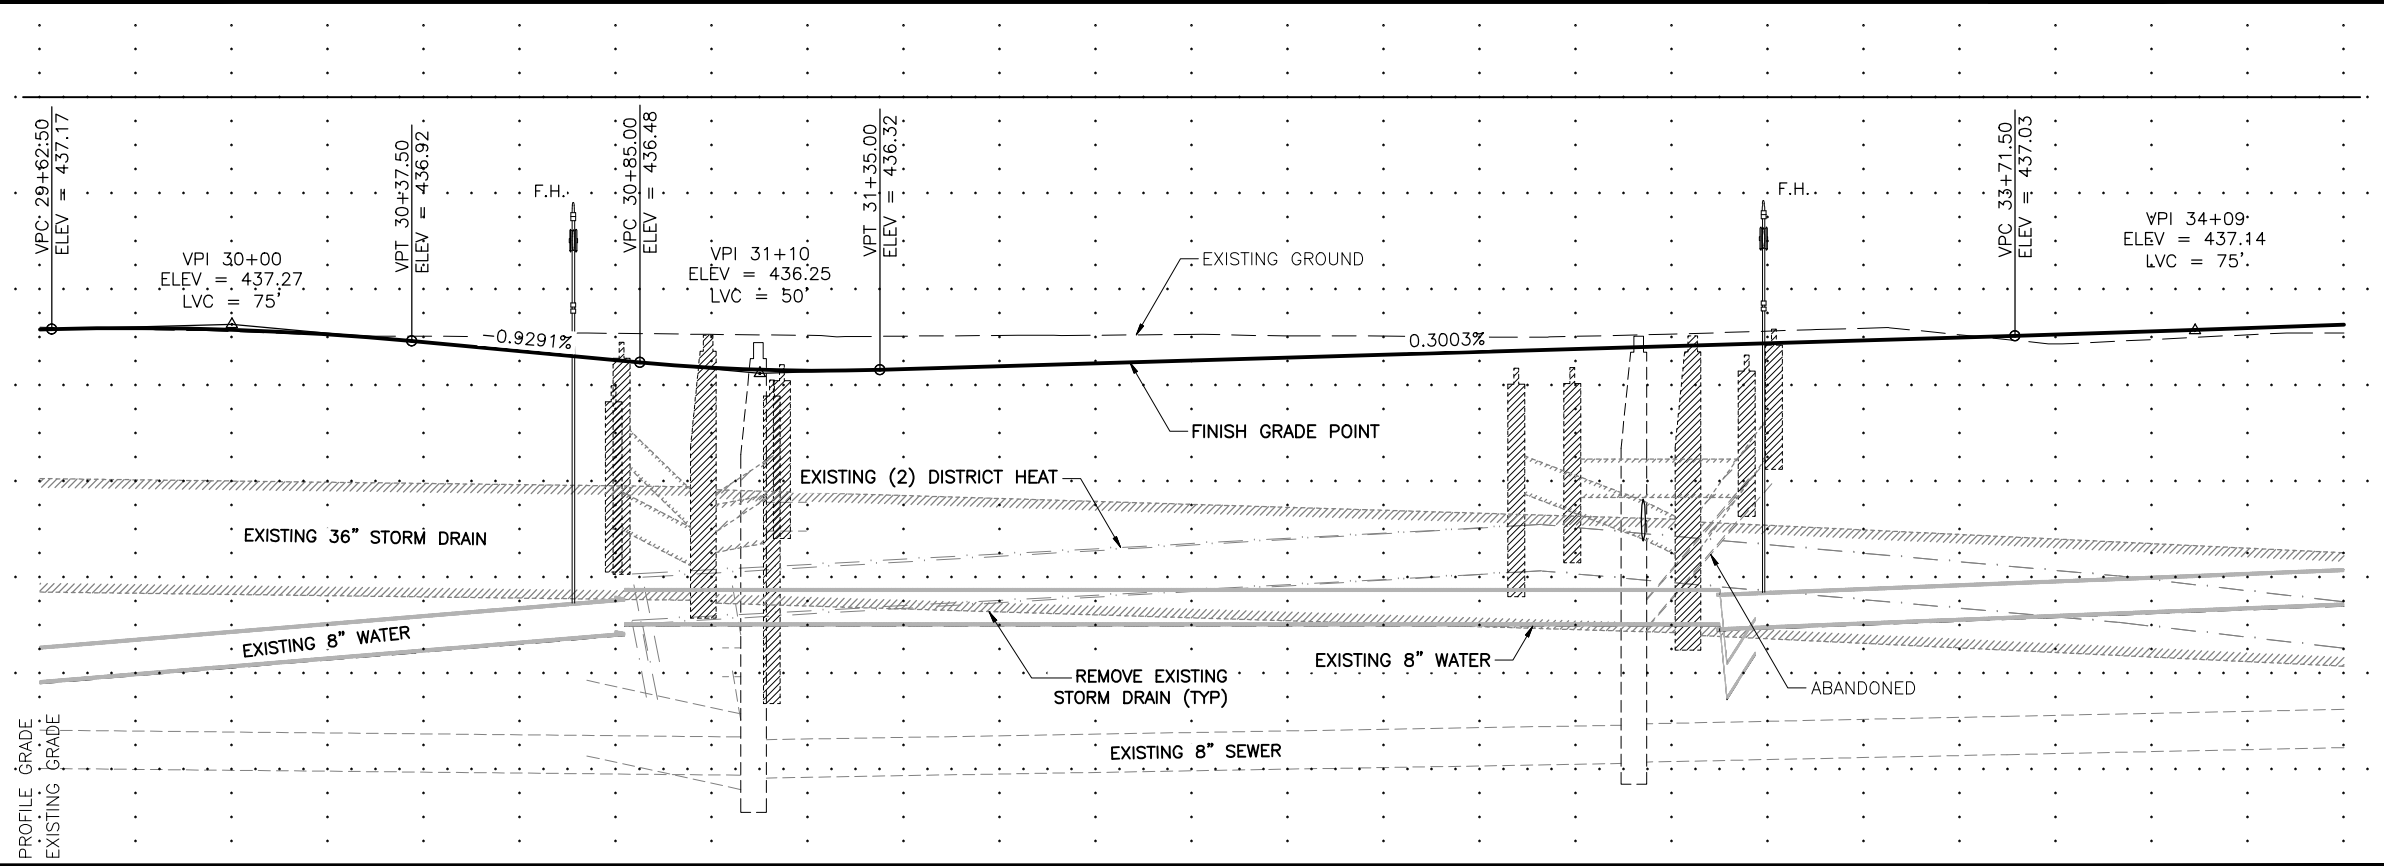 VPC 29+62.50
ELEV = 437.17
VPI 30+00
ELEV = 437.27
LVC = 75'
VPT 30+37.50
ELEV = 436.92
F.H.
-0.9291%
VPC 30+85.00
ELEV = 436.48
VPI 31+10
ELEV = 436.25
LVC = 50'
VPT 31+35.00
ELEV = 436.32
EXISTING GROUND
0.3003%
F.H.
VPC 33+71.50
ELEV = 437.03
VPI 34+09
ELEV = 437.14
LVC = 75'
FINISH GRADE POINT
EXISTING (2) DISTRICT HEAT
EXISTING 36" STORM DRAIN
EXISTING 8" WATER
EXISTING 8" WATER
REMOVE EXISTING
STORM DRAIN (TYP)
ABANDONED
EXISTING 8" SEWER
PROFILE GRADE
EXISTING GRADE